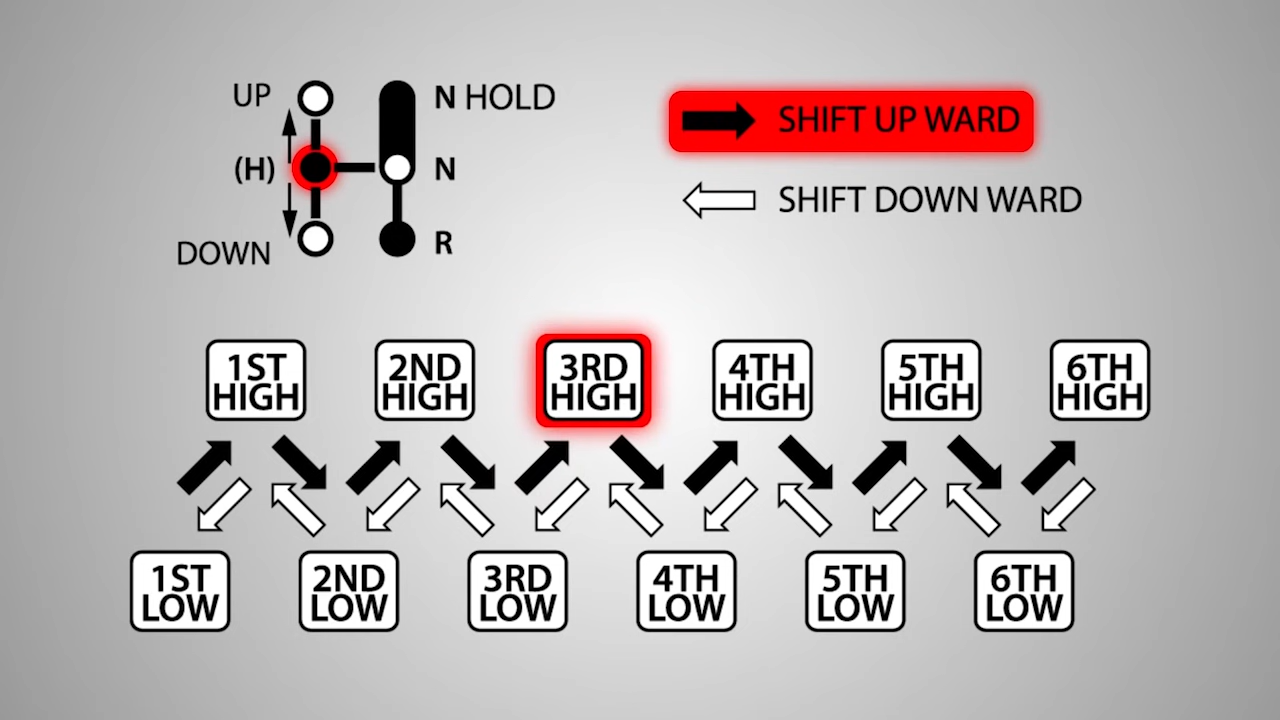 UP
N HOLD
(H)
N
DOWN
R
SHIFT UP WARD
SHIFT DOWN WARD
1ST
HIGH
2ND
HIGH
3RD
HIGH
4TH
HIGH
5TH
HIGH
6TH
HIGH
1ST
LOW
2ND
LOW
3RD
LOW
4TH
LOW
5TH
LOW
6TH
LOW